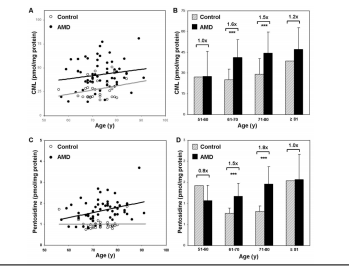 A
Control
AMD
CML (pmol/mg protein)
Age (y)
B
Control
AMD
1.0x
1.6x
***
1.5x
***
1.2x
CML (pmol/mg protein)
51-60
61-70
71-80
≥ 81
Age (y)
C
Control
AMD
Pentosidine (pmol/mg protein)
Age (y)
D
Control
AMD
0.8x
1.5x
***
1.8x
***
1.0x
Pentosidine (pmol/mg protein)
51-60
61-70
71-80
≥ 81
Age (y)